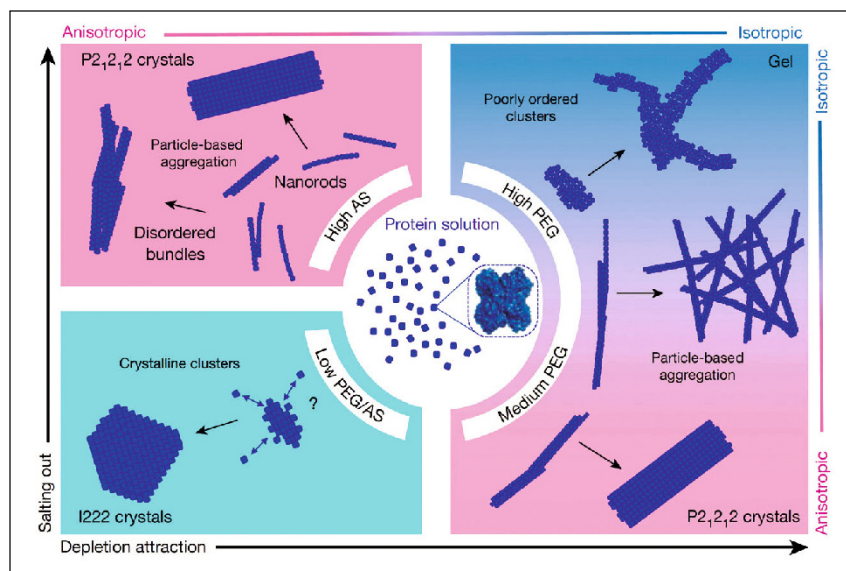 Anisotropic
Isotropic
P2₁2₁2 crystals
Particle-based
aggregation
Nanorods
Disordered
bundles
High AS
Gel
Poorly ordered
clusters
High PEG
Isotropic
Protein solution
Particle-based
aggregation
Medium PEG
P2₁2₁2 crystals
Anisotropic
Crystalline clusters
?
Low PEG/AS
I222 crystals
Salting out
Depletion attraction